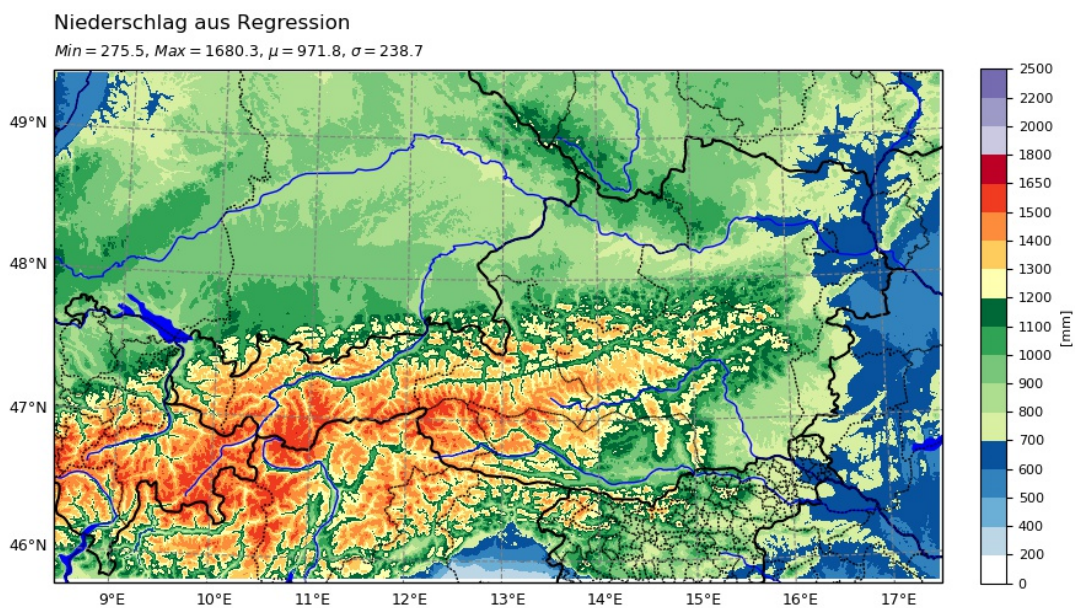 Niederschlag aus Regression
Min = 275.5, Max = 1680.3, μ = 971.8, σ = 238.7
49°N
48°N
47°N
46°N
9°E 10°E 11°E 12°E 13°E 14°E 15°E 16°E 17°E
2500
2200
2000
1800
1650
1500
1400
1300
1200
1100
1000
900
800
700
600
500
400
200
0
[mm]